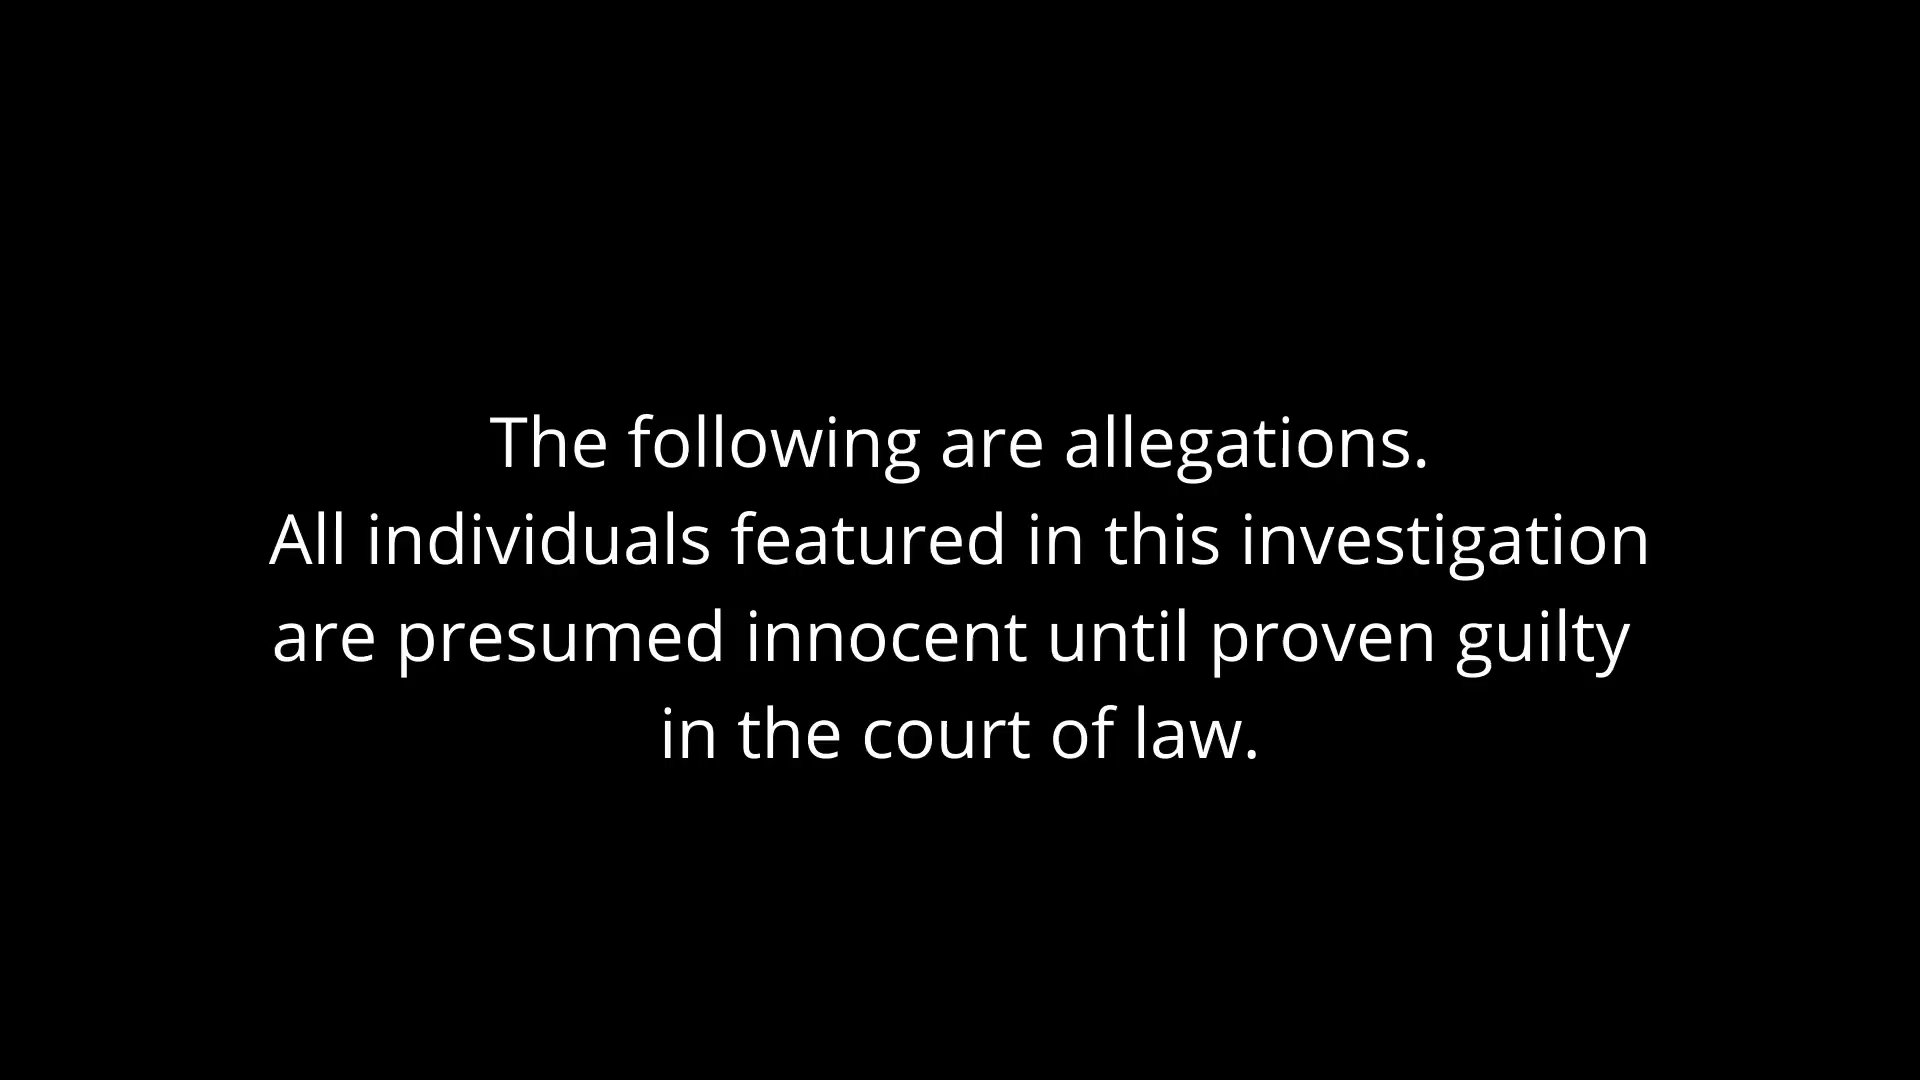 The following are allegations.
All individuals featured in this investigation
are presumed innocent until proven guilty
in the court of law.